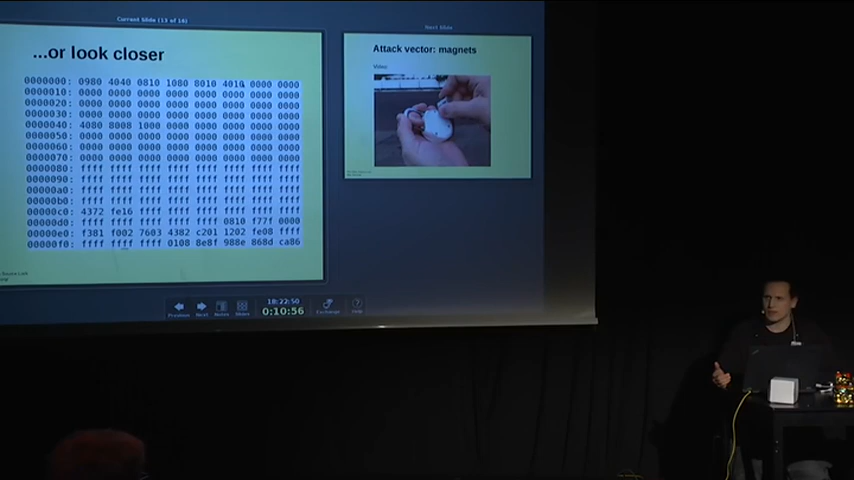 Current Slide (13 of 16)
...or look closer
0000000: 0980 4040 0810 1080 8010 4010 0000 0000
0000010: 0000 0000 0000 0000 0000 0000 0000 0000
0000020: 0000 0000 0000 0000 0000 0000 0000 0000
0000030: 0000 0000 0000 0000 0000 0000 0000 0000
0000040: 4080 8008 1000 0000 0000 0000 0000 0000
0000050: 0000 0000 0000 0000 0000 0000 0000 0000
0000060: 0000 0000 0000 0000 0000 0000 0000 0000
0000070: 0000 0000 0000 0000 0000 0000 0000 0000
0000080: ffff ffff ffff ffff ffff ffff ffff ffff
0000090: ffff ffff ffff ffff ffff ffff ffff ffff
00000a0: ffff ffff ffff ffff ffff ffff ffff ffff
00000b0: ffff ffff ffff ffff ffff ffff ffff ffff
00000c0: 4372 fe16 ffff ffff ffff ffff ffff ffff
00000d0: ffff ffff ffff ffff ffff 0810 f77f 0000
00000e0: f381 f002 7603 4382 c201 1202 fe08 ffff
00000f0: ffff ffff ffff 0108 8e8f 988e 868d ca86
Next Slide
Attack vector: magnets
Video:
Previous
Next
Notes
Slides
18:22:50
0:10:56
Exchange
Help